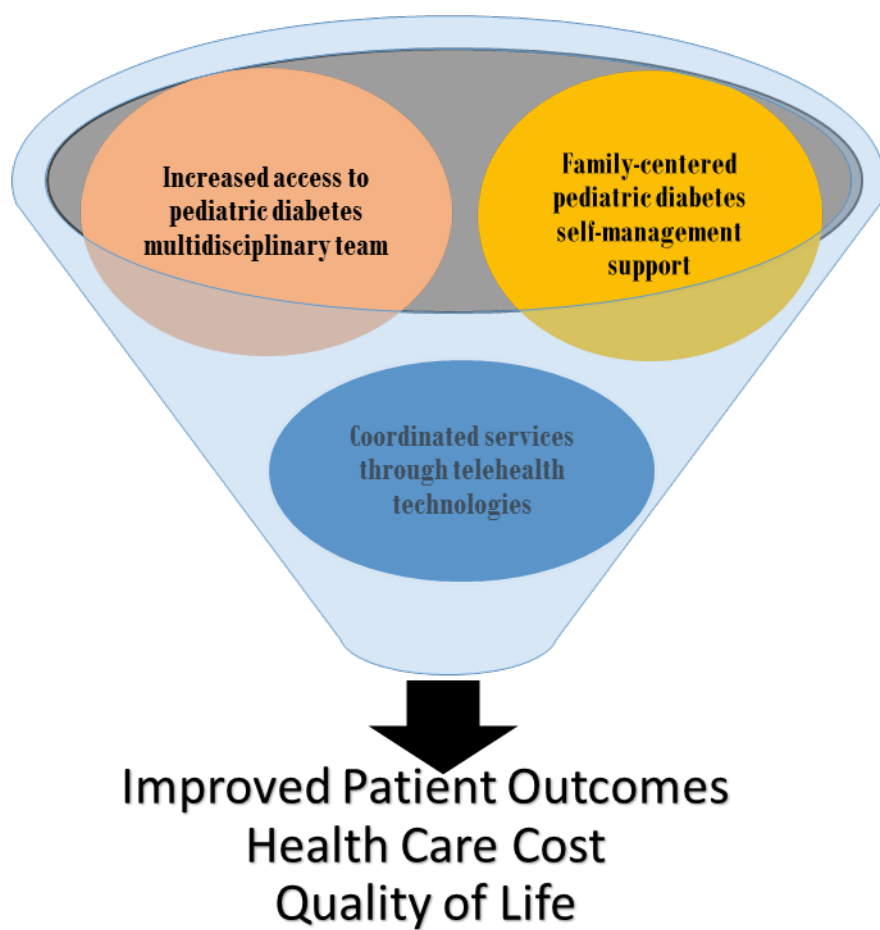 Increased access to
pediatric diabetes
multidisciplinary team
Family-centered
pediatric diabetes
self-management
support
Coordinated services
through telehealth
technologies
Improved Patient Outcomes
Health Care Cost
Quality of Life